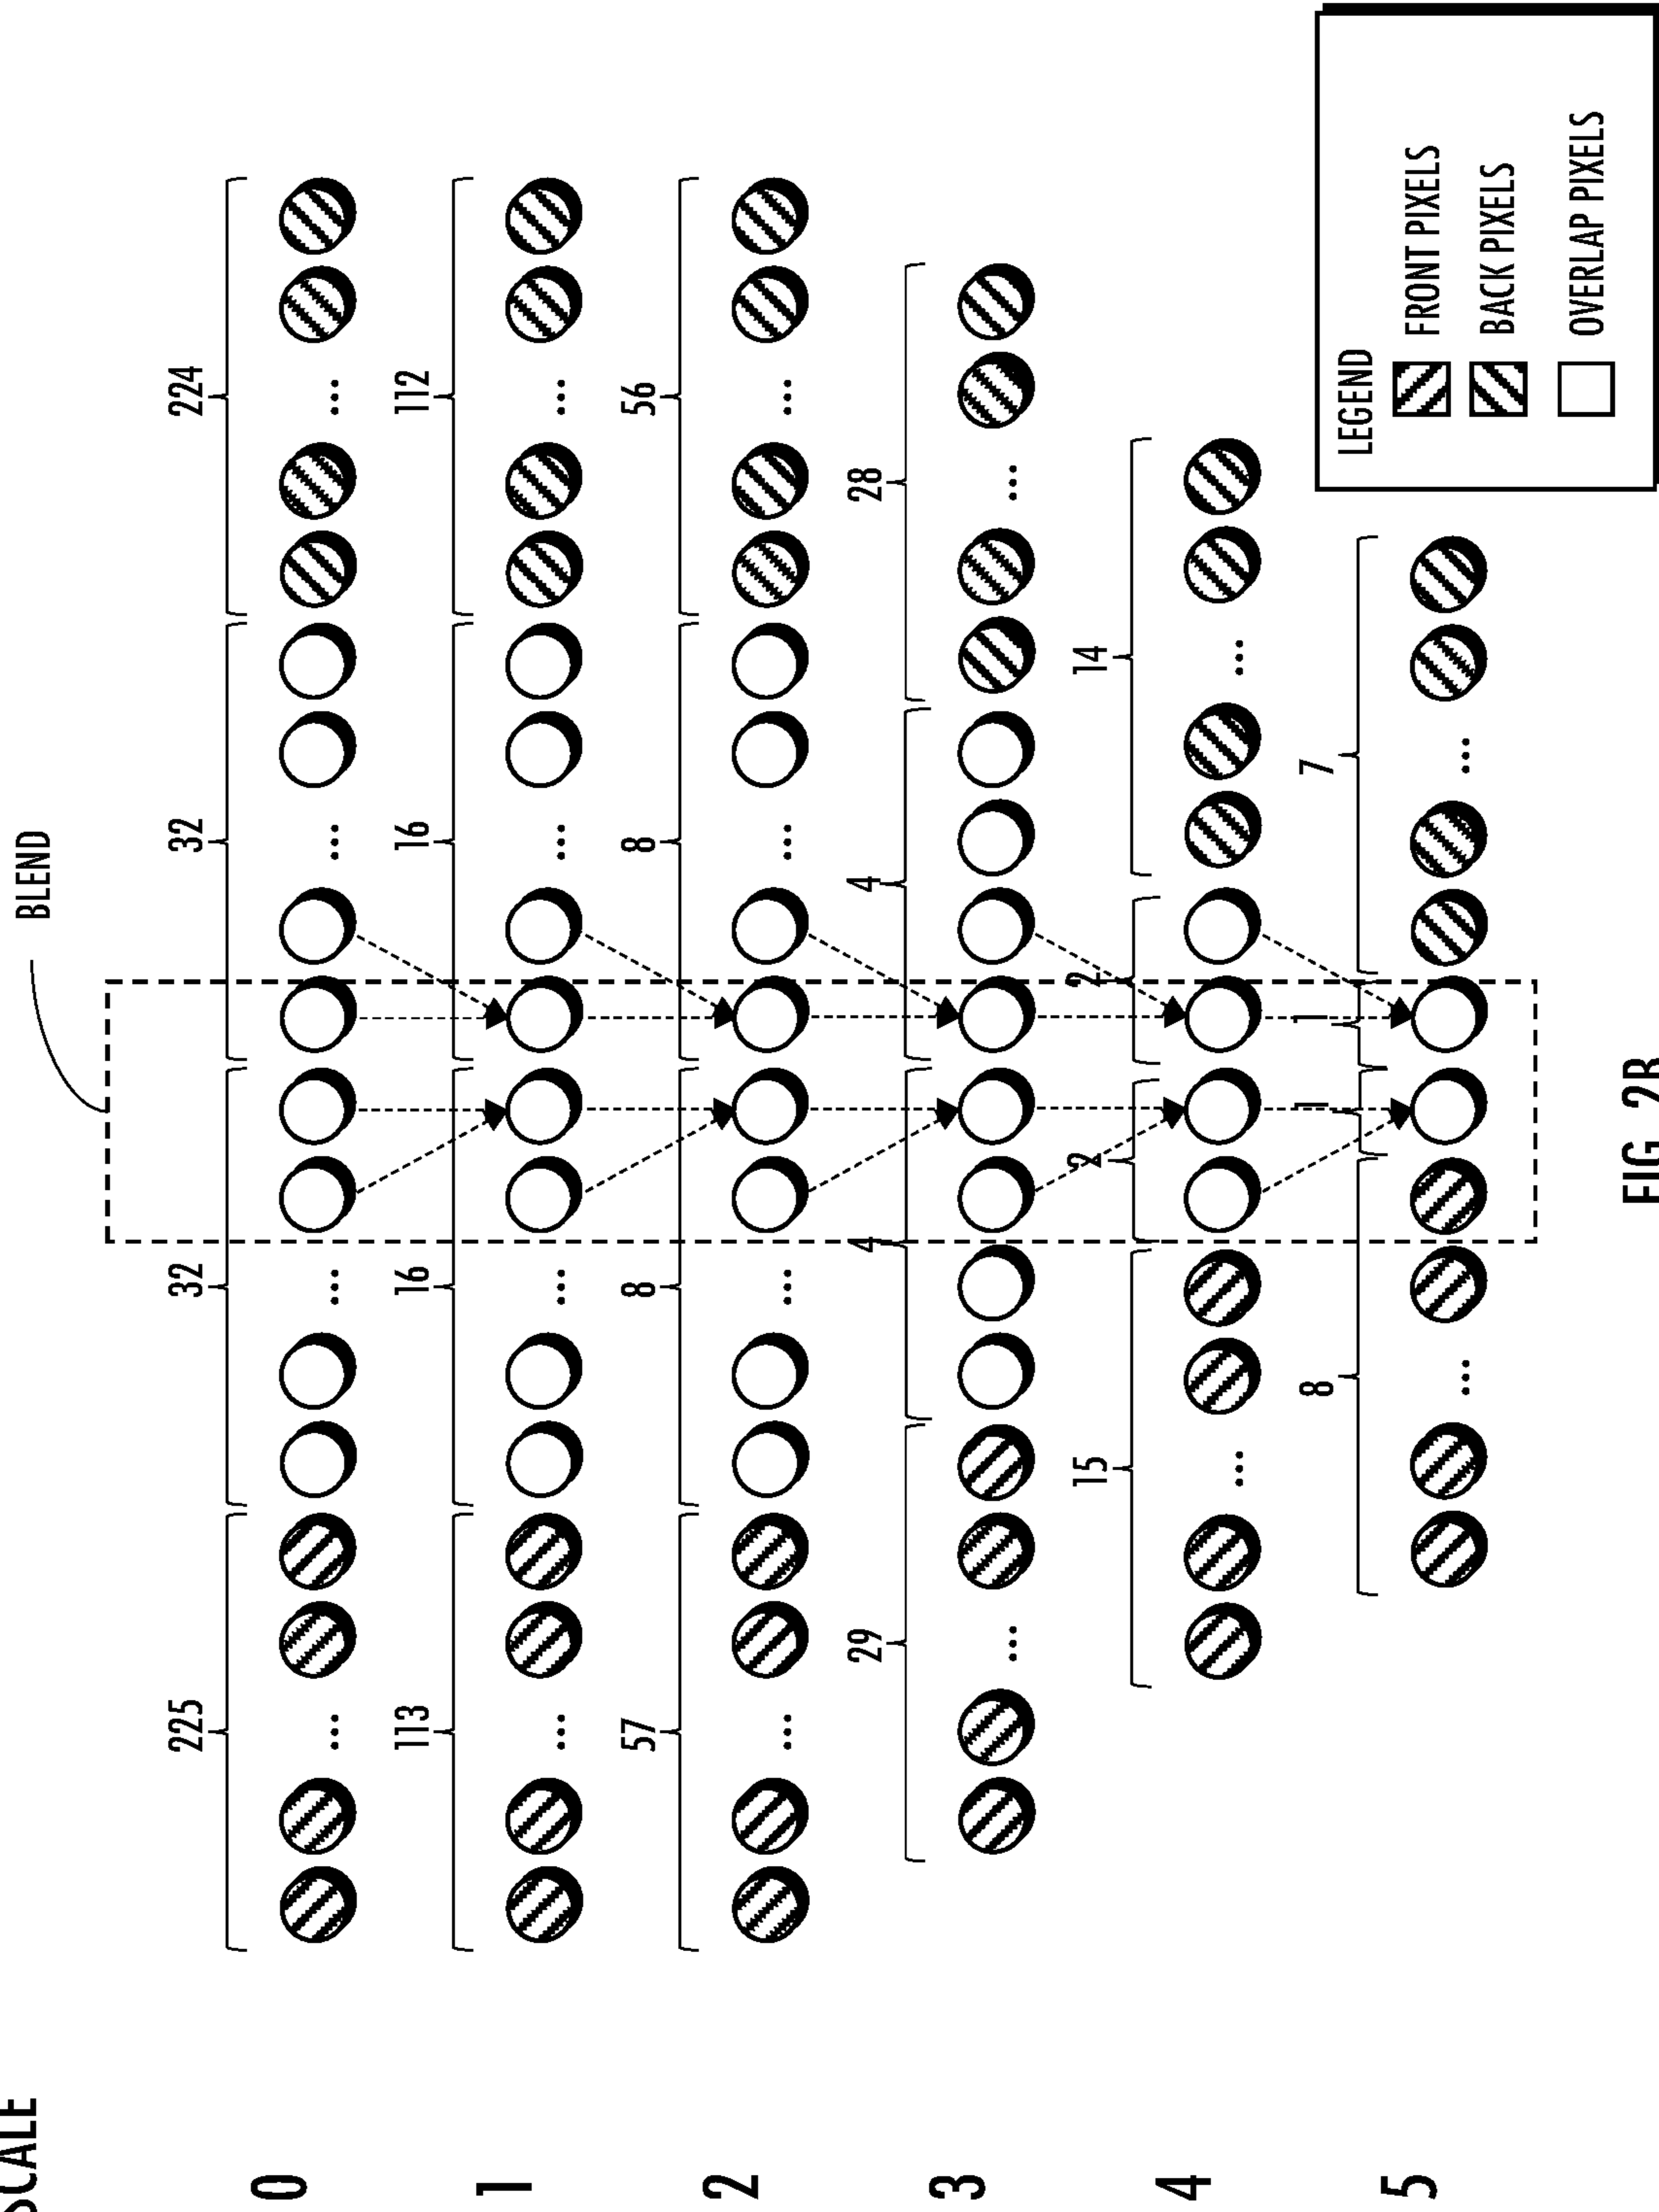 SCALE
BLEND
225 32 32 224
0
113 16 16 112
1
57 8 8 56
2
29 4 4 28
3
15 2 2 14
4
8 1 1 7
5
LEGEND
FRONT PIXELS
BACK PIXELS
OVERLAP PIXELS
FIG. 2B